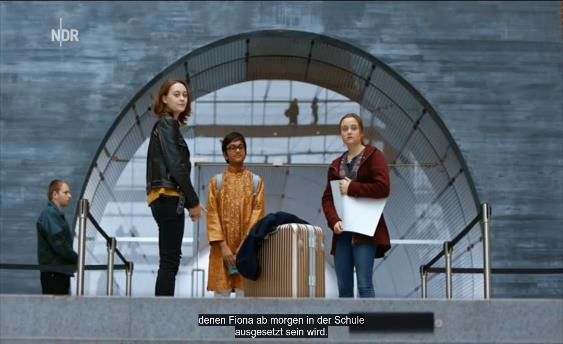 NDR
denen Fiona ab morgen in der Schule
ausgesetzt sein wird.